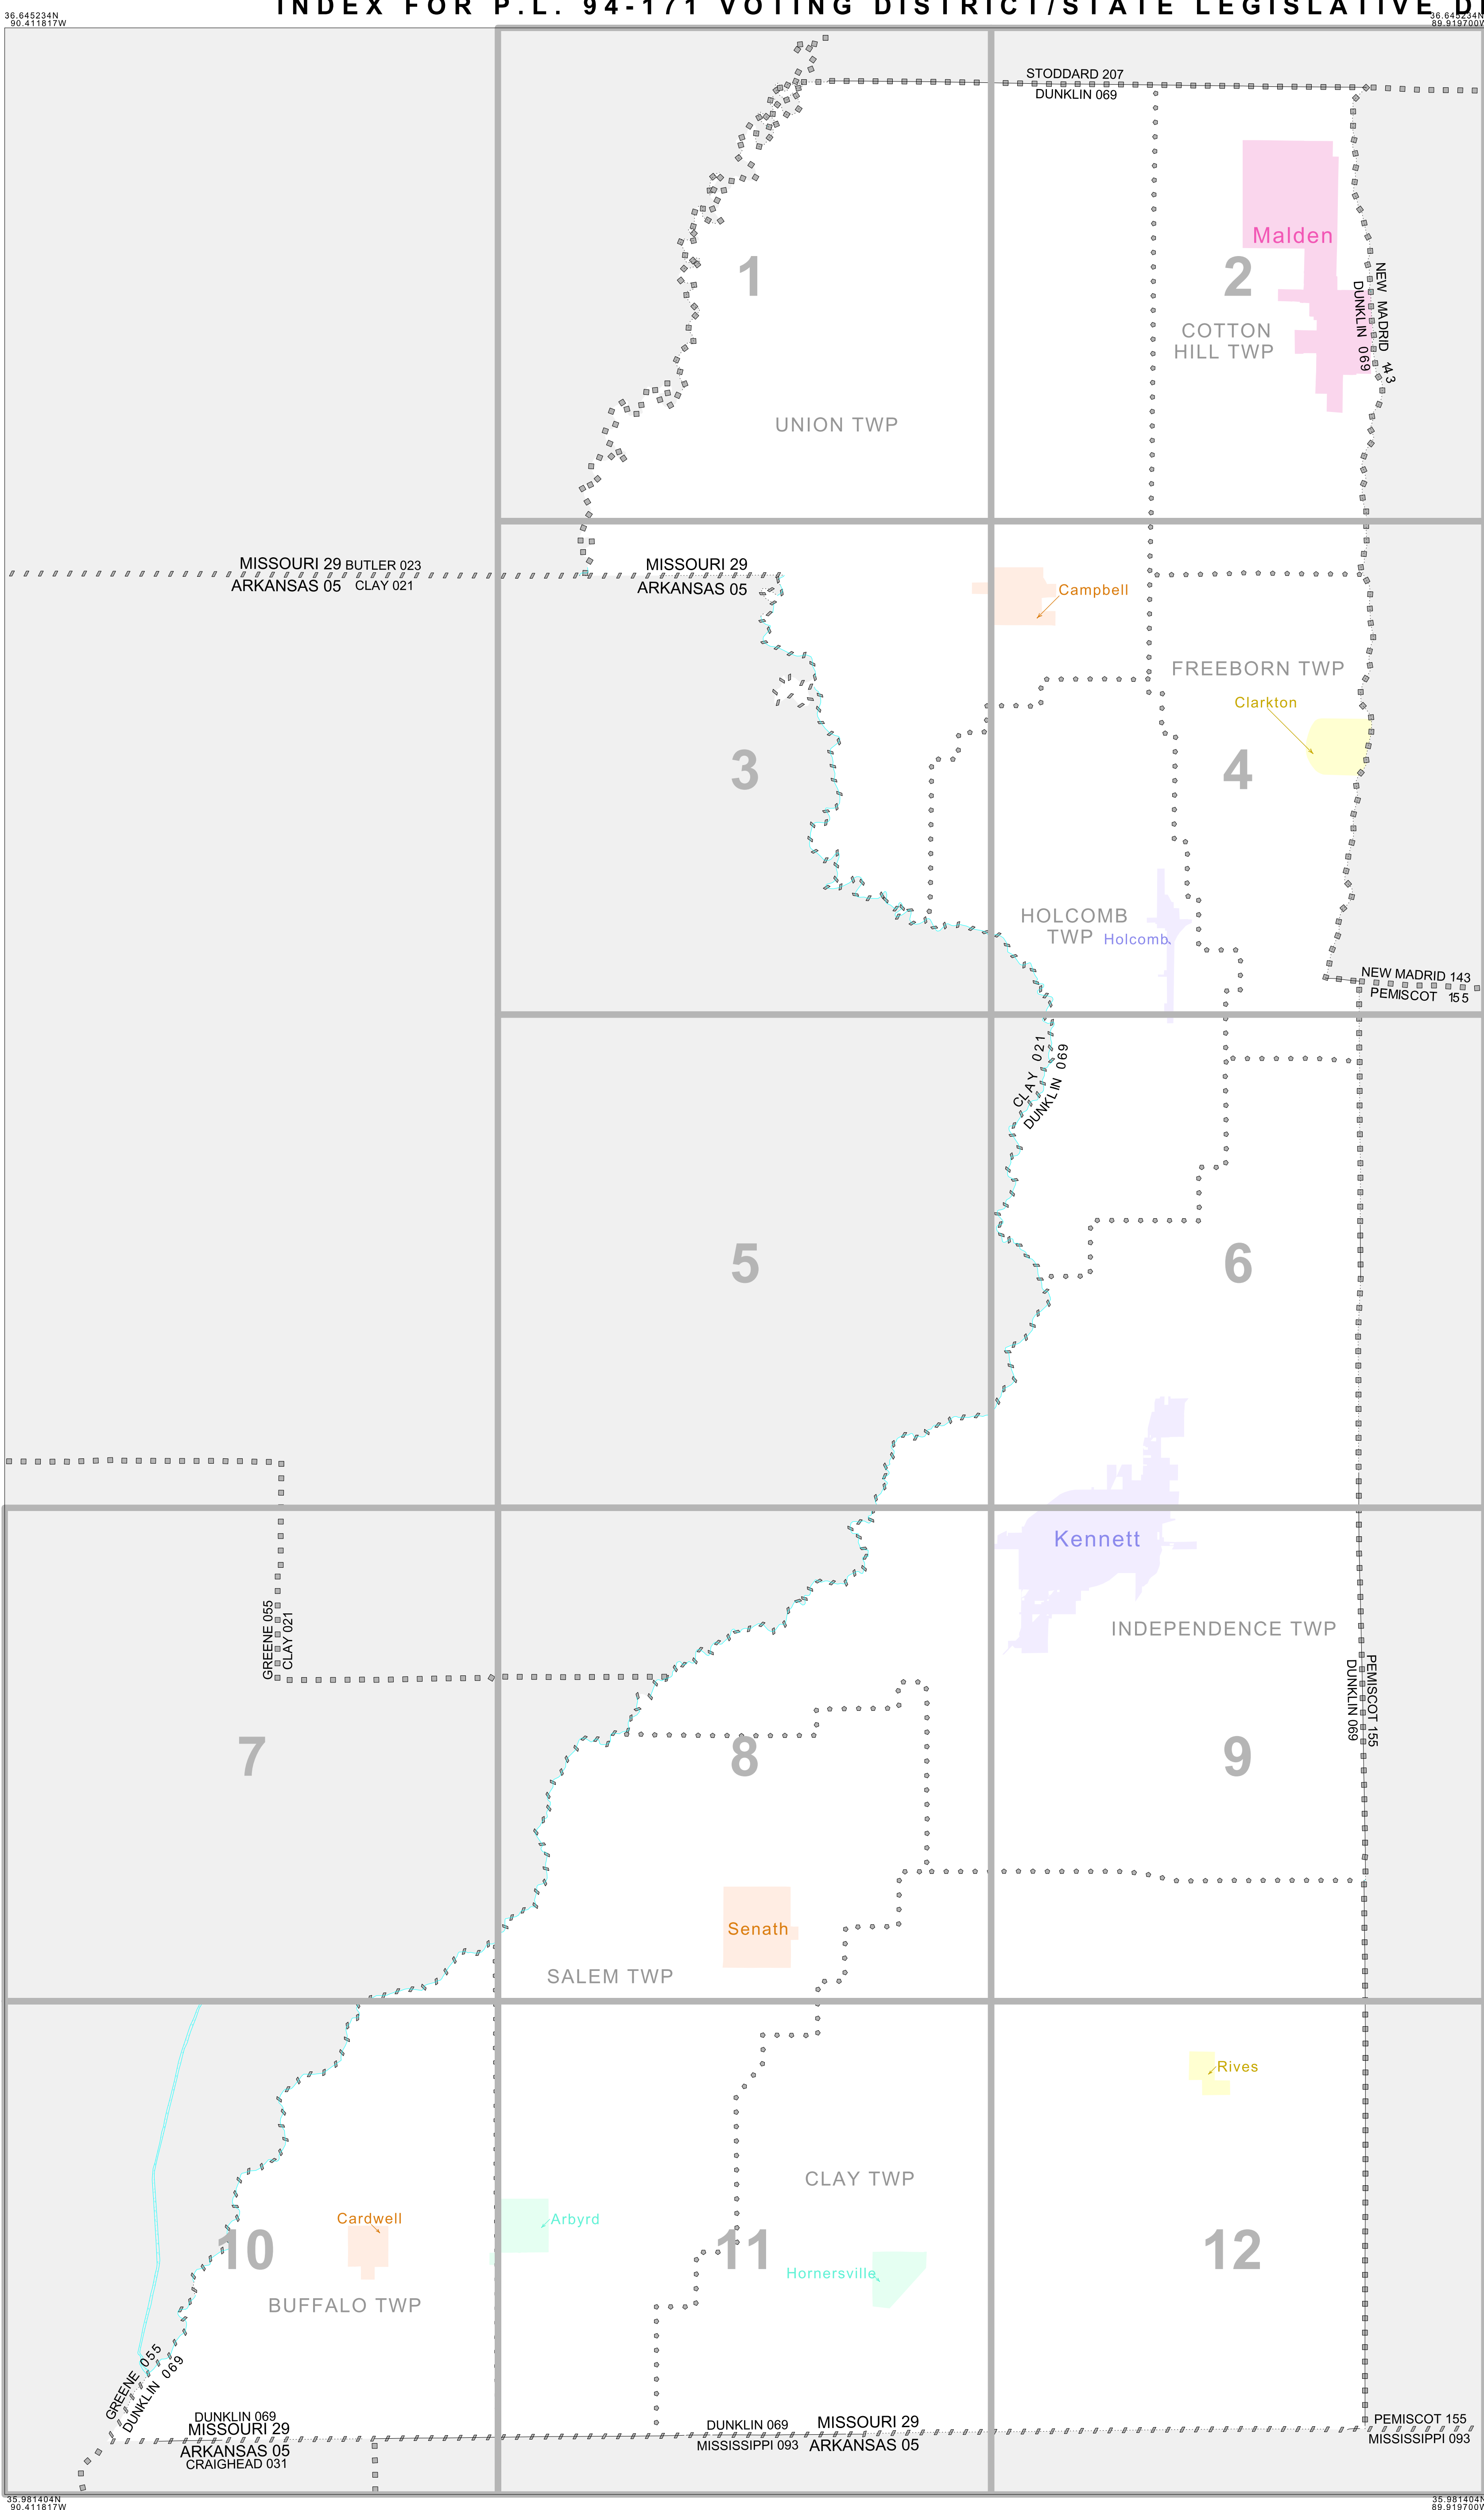 INDEX FOR P.L. 94-171 VOTING DISTRICT/STATE LEGISLATIVE
36.645234N
90.411817W
36.645234N
89.919700W
STODDARD 207
DUNKLIN 069
Malden
1
2
NEW MADRID 143
DUNKLIN 069
COTTON
HILL TWP
UNION TWP
MISSOURI 29 BUTLER 023
ARKANSAS 05 CLAY 021
MISSOURI 29
ARKANSAS 05
Campbell
FREEBORN TWP
Clarkton
3
4
HOLCOMB
TWP
Holcomb
NEW MADRID 143
PEMISCOT 155
CLAY 021
DUNKLIN 069
5
6
Kennett
GREENE 055
CLAY 021
INDEPENDENCE TWP
PEMISCOT 155
DUNKLIN 069
7
8
9
Senath
SALEM TWP
Rives
CLAY TWP
Cardwell
Arbyrd
10
11
12
Hornersville
BUFFALO TWP
GREENE 055
DUNKLIN 069
DUNKLIN 069
MISSOURI 29
ARKANSAS 05
CRAIGHEAD 031
DUNKLIN 069 MISSOURI 29
MISSISSIPPI 093 ARKANSAS 05
PEMISCOT 155
MISSISSIPPI 093
35.981404N
90.411817W
35.981404N
89.919700W